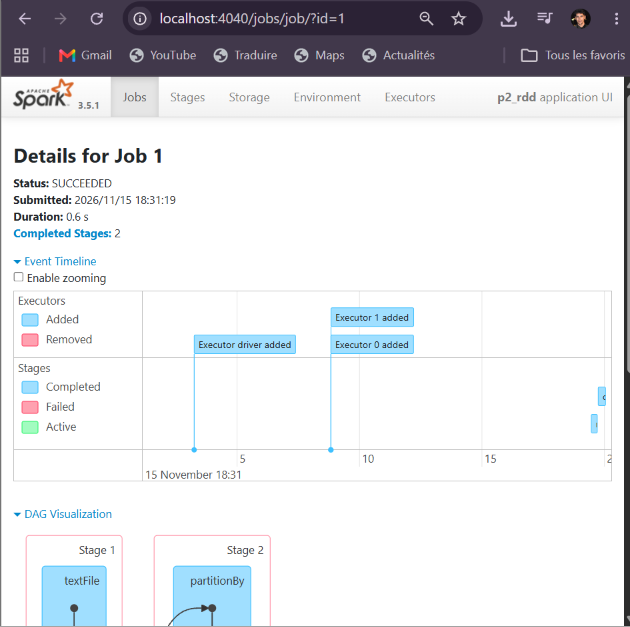 localhost:4040/jobs/job/?id=1
Gmail YouTube Traduire Maps Actualités Tous les favoris
APACHE Spark 3.5.1 Jobs Stages Storage Environment Executors p2_rdd application UI
Details for Job 1
Status: SUCCEEDED
Submitted: 2026/11/15 18:31:19
Duration: 0.6 s
Completed Stages: 2
Event Timeline
Enable zooming
Executors
Added
Removed
Executor driver added
Executor 1 added
Executor 0 added
Stages
Completed
Failed
Active
5 10 15 2
15 November 18:31
DAG Visualization
Stage 1 Stage 2
textFile partitionBy